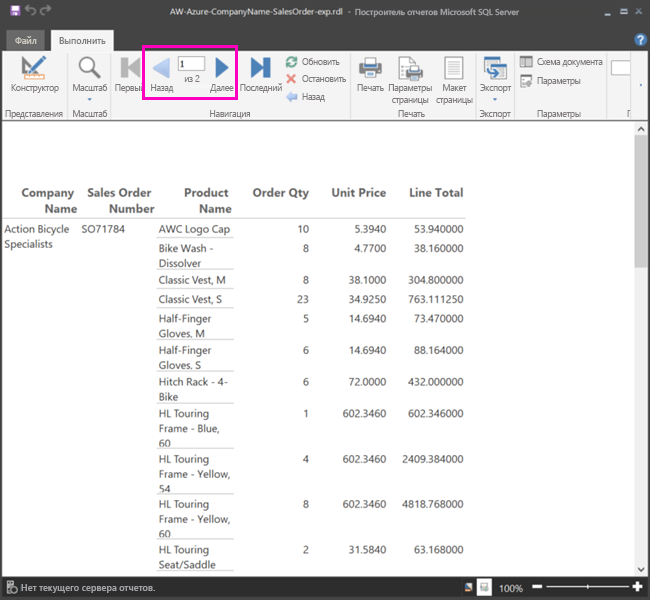 AW-Azure-CompanyName-SalesOrder-exp.rdl - Построитель отчетов Microsoft SQL Server
Файл Выполнить
Конструктор
Масштаб
Первый
Назад
1
из 2
Далее
Последний
Обновить
Остановить
Назад
Печать
Параметры страницы
Макет страницы
Экспорт
Схема документа
Параметры
Представления Масштаб Навигация Печать Экспорт Параметры
Company Sales Order Product Order Qty Unit Price Line Total
Name Number Name
Action Bicycle SO71784 AWC Logo Cap 10 5.3940 53.940000
Specialists Bike Wash - 8 4.7700 38.160000
Dissolver
Classic Vest, M 8 38.1000 304.800000
Classic Vest, S 23 34.9250 763.111250
Half-Finger 5 14.6940 73.470000
Gloves, M
Half-Finger 6 14.6940 88.164000
Gloves, S
Hitch Rack - 4- 6 72.0000 432.000000
Bike
HL Touring 1 602.3460 602.346000
Frame - Blue,
60
HL Touring 4 602.3460 2409.384000
Frame - Yellow,
54
HL Touring 8 602.3460 4818.768000
Frame - Yellow,
60
HL Touring 2 31.5840 63.168000
Seat/Saddle
Нет текущего сервера отчетов. 100%